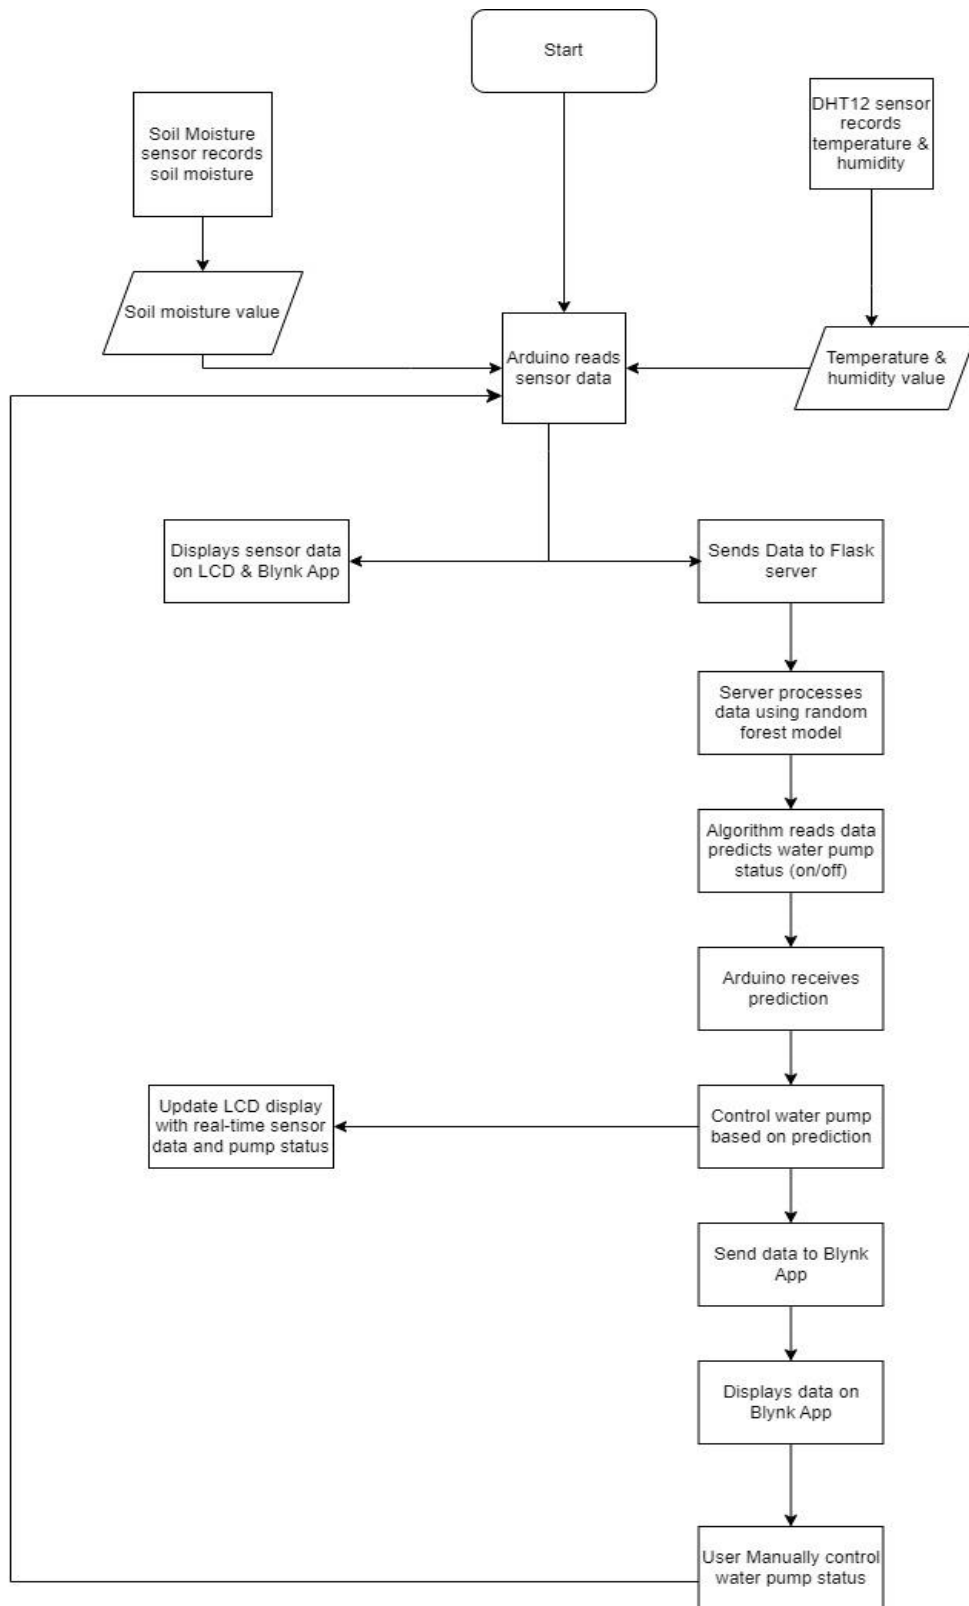 Start
Soil Moisture
sensor records
soil moisture
DHT12 sensor
records
temperature &
humidity
Soil moisture value
Arduino reads
sensor data
Temperature &
humidity value
Displays sensor data
on LCD & Blynk App
Sends Data to Flask
server
Server processes
data using random
forest model
Algorithm reads data
predicts water pump
status (on/off)
Arduino receives
prediction
Update LCD display
with real-time sensor
data and pump status
Control water pump
based on prediction
Send data to Blynk
App
Displays data on
Blynk App
User Manually control
water pump status